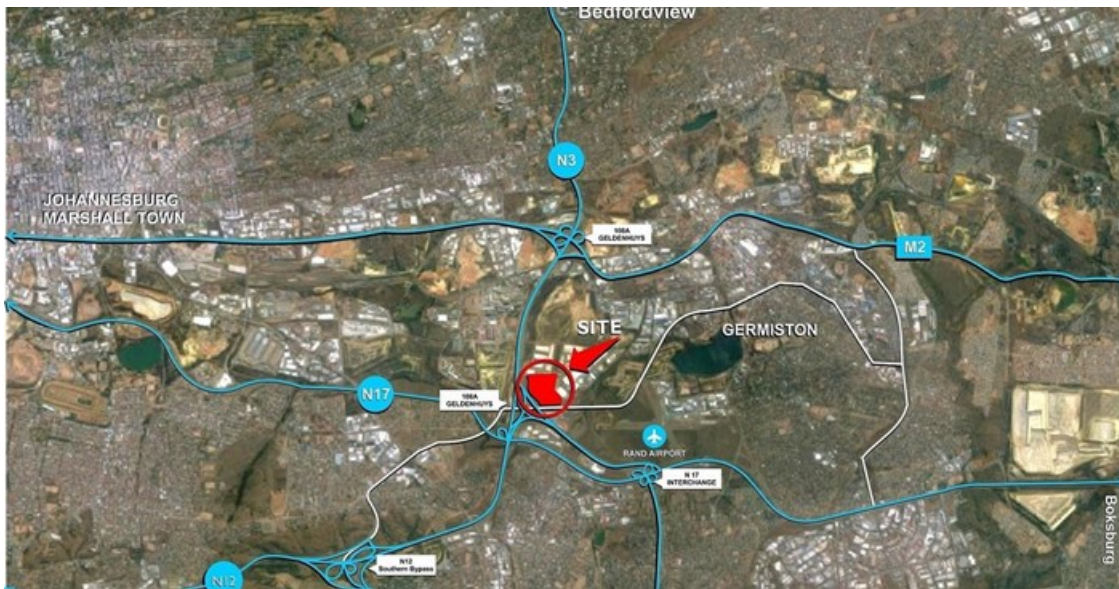 Bedfordview
N3
JOHANNESBURG
MARSHALL TOWN
108A
GELDENHUYS
M2
SITE
GERMISTON
N17
108A
GELDENHUYS
RAND AIRPORT
N 17
INTERCHANGE
N12
Southern Bypass
N12
Boksburg